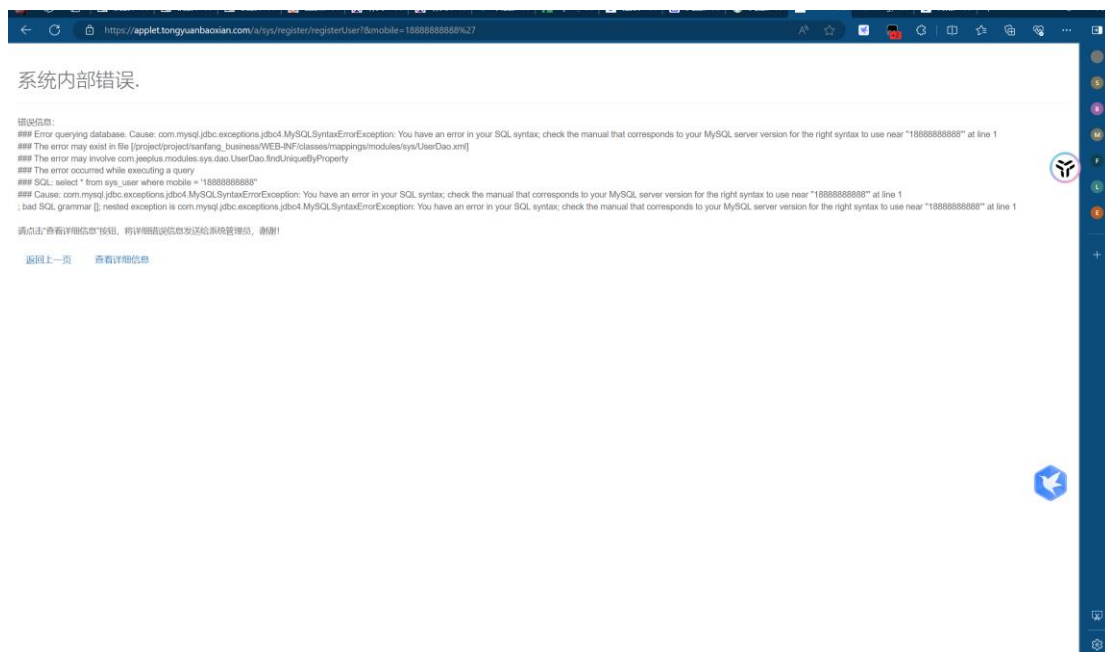 https://applet.tongyuanbaoxian.com/a/sys/register/registerUser?&mobile=18888888888%27
系统内部错误.
错误信息:
### Error querying database. Cause: com.mysql.jdbc.exceptions.jdbc4.MySQLSyntaxErrorException: You have an error in your SQL syntax; check the manual that corresponds to your MySQL server version for the right syntax to use near ''18888888888''' at line 1
### The error may exist in file [/project/project/sanfang_business/WEB-INF/classes/mappings/modules/sys/UserDao.xml]
### The error may involve com.jeeplus.modules.sys.dao.UserDao.findUniqueByProperty
### The error occurred while executing a query
### SQL: select * from sys_user where mobile = '18888888888''
### Cause: com.mysql.jdbc.exceptions.jdbc4.MySQLSyntaxErrorException: You have an error in your SQL syntax; check the manual that corresponds to your MySQL server version for the right syntax to use near ''18888888888''' at line 1
; bad SQL grammar []; nested exception is com.mysql.jdbc.exceptions.jdbc4.MySQLSyntaxErrorException: You have an error in your SQL syntax; check the manual that corresponds to your MySQL server version for the right syntax to use near ''18888888888''' at line 1
请点击"查看详细信息"按钮，将详细错误信息发送给系统管理员，谢谢！
返回上一页 查看详细信息